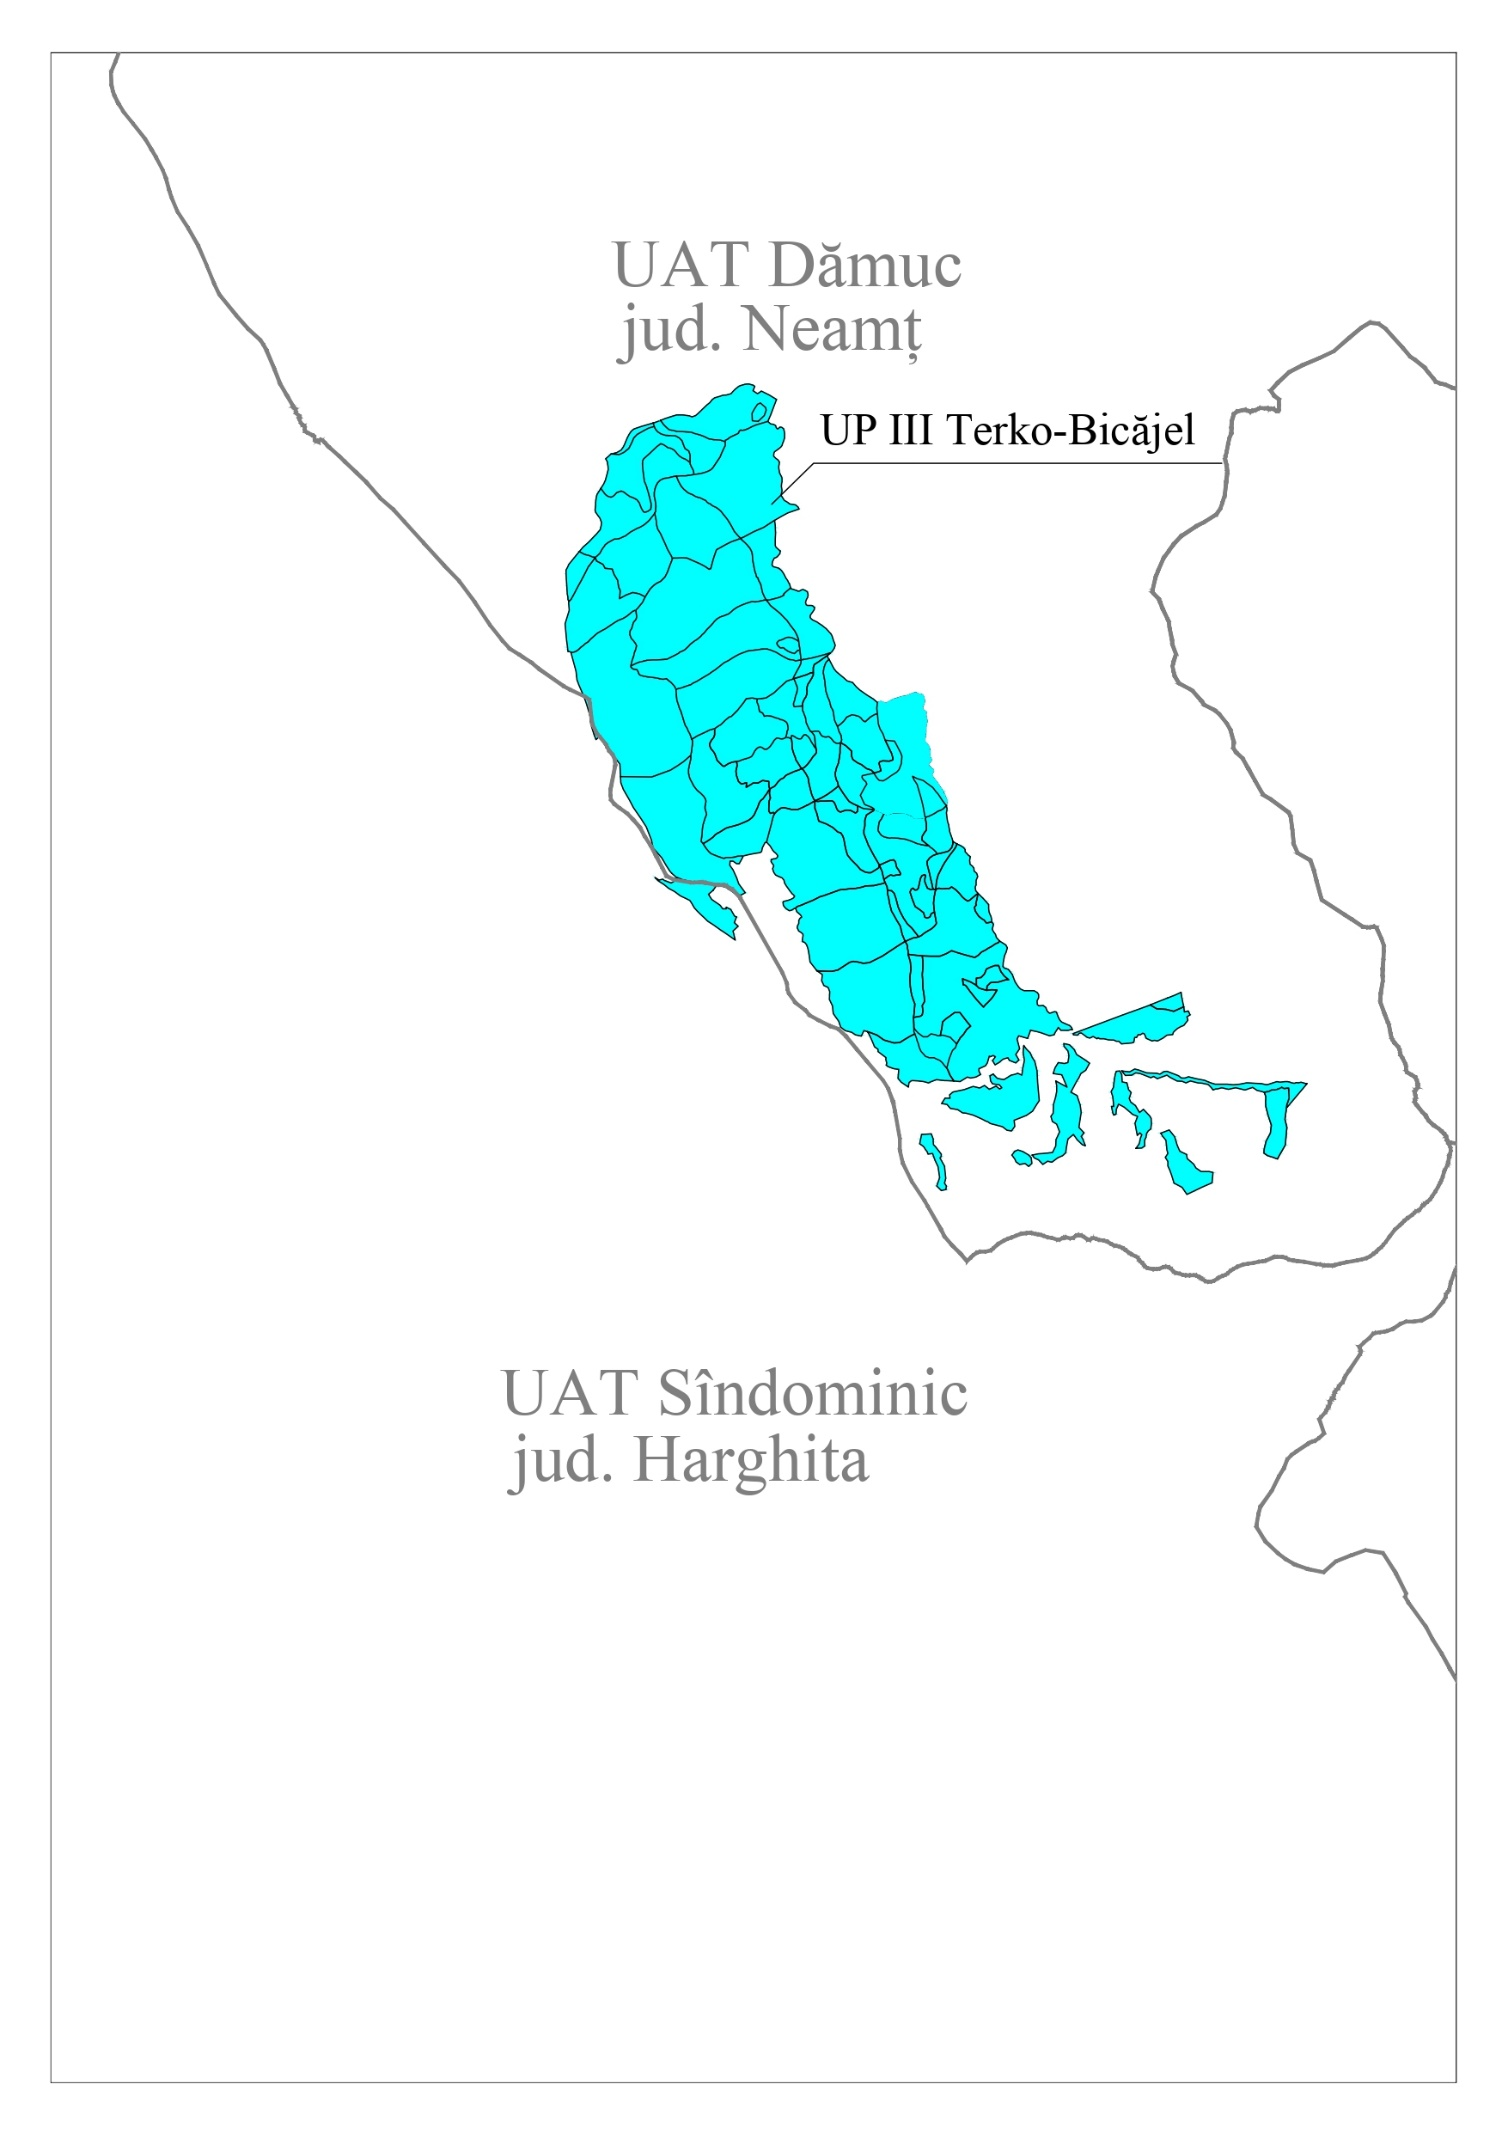 UAT Dămuc
jud. Neamț
UP III Terko-Bicăjel
UAT Sîndominic
jud. Harghita